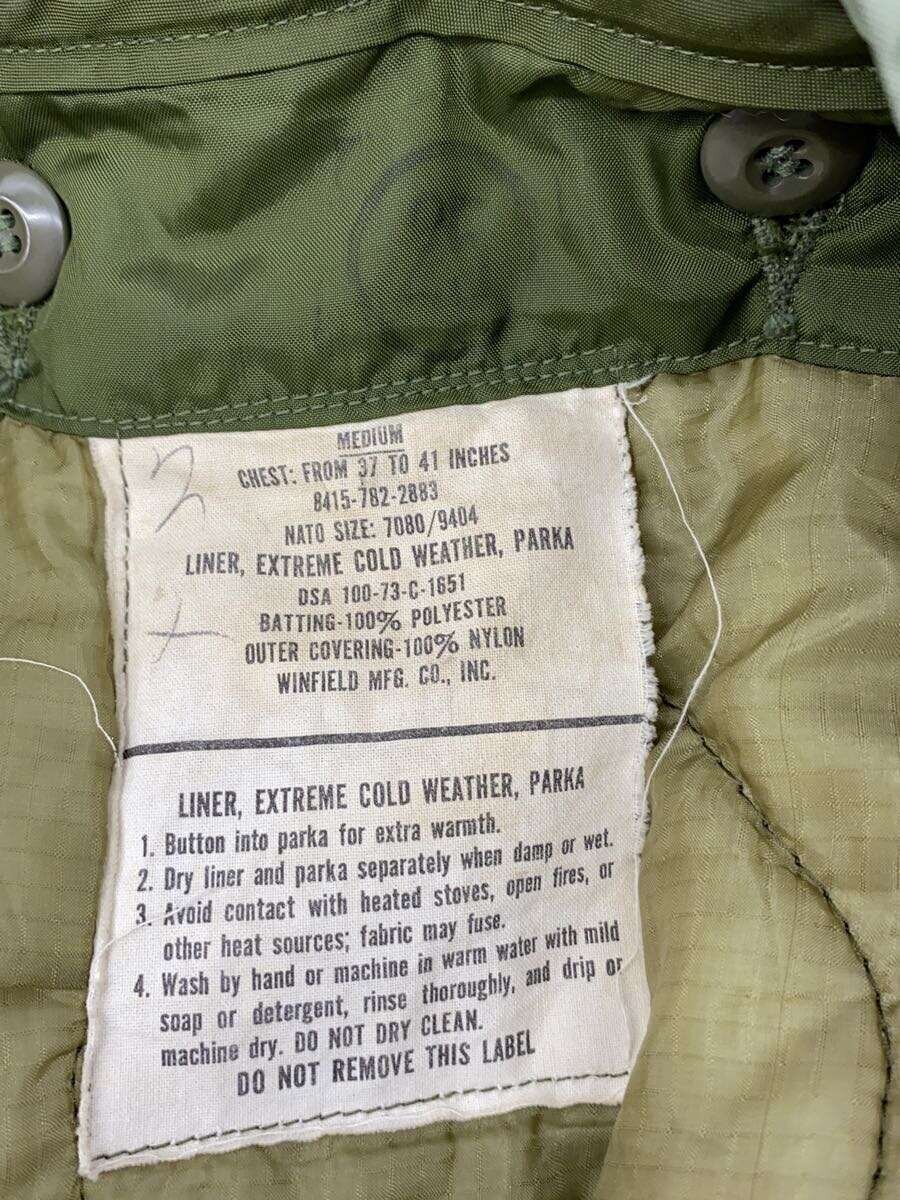 MEDIUM
CHEST: FROM 37 TO 41 INCHES
8415-782-2883
NATO SIZE: 7080/9404
LINER, EXTREME COLD WEATHER, PARKA
DSA 100-73-C-1651
BATTING-100% POLYESTER
OUTER COVERING-100% NYLON
WINFIELD MFG. CO., INC.
LINER, EXTREME COLD WEATHER, PARKA
1. Button into parka for extra warmth.
2. Dry liner and parka separately when damp or wet.
3. Avoid contact with heated stoves, open fires, or
other heat sources; fabric may fuse.
4. Wash by hand or machine in warm water with mild
soap or detergent, rinse thoroughly, and drip or
machine dry. DO NOT DRY CLEAN.
DO NOT REMOVE THIS LABEL